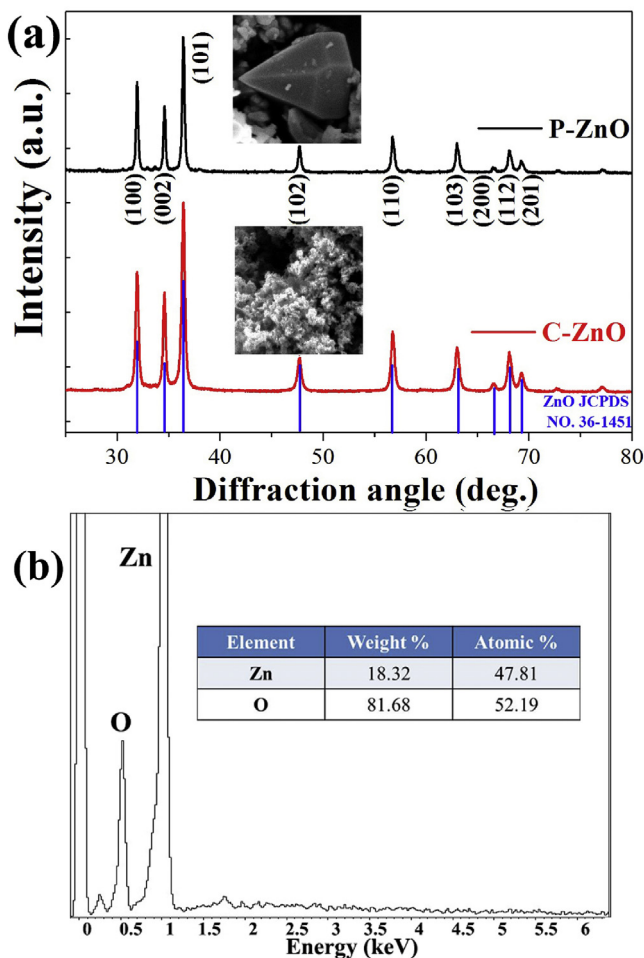 (a)
Intensity (a.u.)
(101)
P-ZnO
(100)
(002)
(102)
(110)
(103)
(200)
(112)
(201)
C-ZnO
ZnO JCPDS
NO. 36-1451
30 40 50 60 70 80
Diffraction angle (deg.)
(b)
Zn
O
Element Weight % Atomic %
Zn 18.32 47.81
O 81.68 52.19
0 0.5 1 1.5 2 2.5 3 3.5 4 4.5 5 5.5 6
Energy (keV)